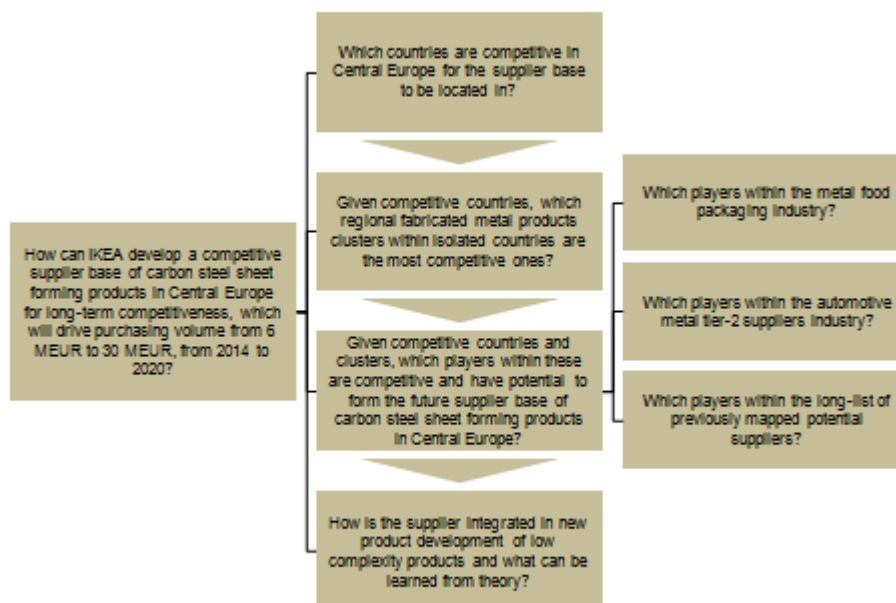 How can IKEA develop a competitive
supplier base of carbon steel sheet
forming products in Central Europe
for long-term competitiveness, which
will drive purchasing volume from 6
MEUR to 30 MEUR, from 2014 to
2020?
Which countries are competitive in
Central Europe for the supplier base
to be located in?
Given competitive countries, which
regional fabricated metal products
clusters within isolated countries are
the most competitive ones?
Given competitive countries and
clusters, which players within these
are competitive and have potential to
form the future supplier base of
carbon steel sheet forming products
in Central Europe?
How is the supplier integrated in new
product development of low
complexity products and what can be
learned from theory?
Which players within the metal food
packaging industry?
Which players within the automotive
metal tier-2 suppliers industry?
Which players within the long-list of
previously mapped potential
suppliers?